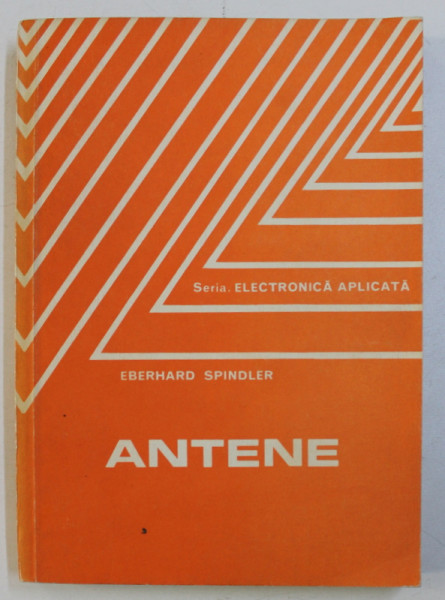 Seria. ELECTRONICĂ APLICATĂ
EBERHARD SPINDLER
ANTENE